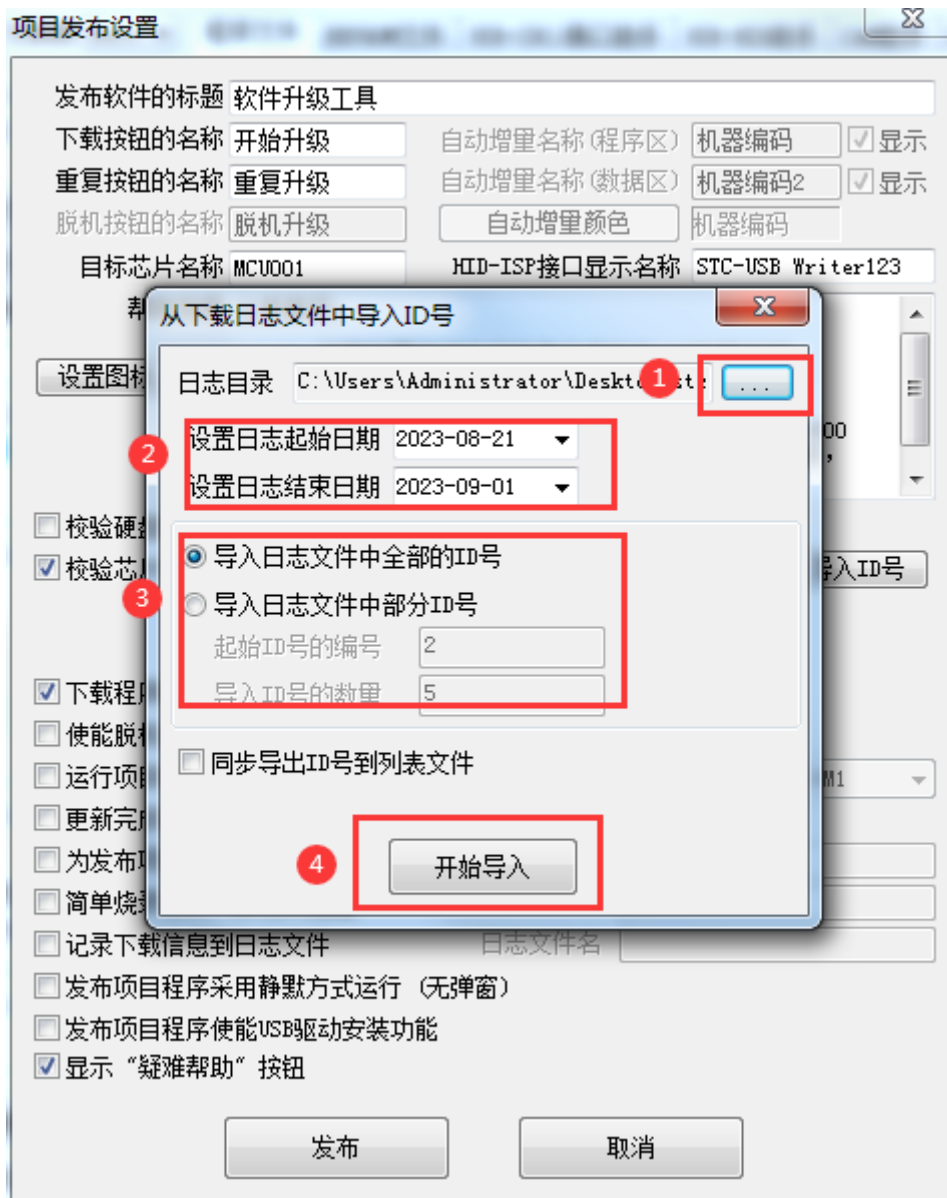 项目发布设置
发布软件的标题 软件升级工具
下载按钮的名称 开始升级 自动增量名称(程序区) 机器编码 显示
重复按钮的名称 重复升级 自动增量名称(数据区) 机器编码2 显示
脱机按钮的名称 脱机升级 自动增量颜色 机器编码
目标芯片名称 MCU001 HID-ISP接口显示名称 STC-USB Writer123
从下载日志文件中导入ID号
设置图标
日志目录 C:\Users\Administrator\Deskto 1 ...
2 设置日志起始日期 2023-08-21
00
设置日志结束日期 2023-09-01
校验硬
校验芯
导入日志文件中全部的ID号
导入ID号
3 导入日志文件中部分ID号
起始ID号的编号 2
下载程
导入ID号的数量 5
使能脱
运行项
同步导出ID号到列表文件
M1
更新完
为发布
4 开始导入
简单烧
记录下载信息到日志文件 日志文件名
发布项目程序采用静默方式运行 (无弹窗)
发布项目程序使能USB驱动安装功能
显示 “疑难帮助” 按钮
发布 取消